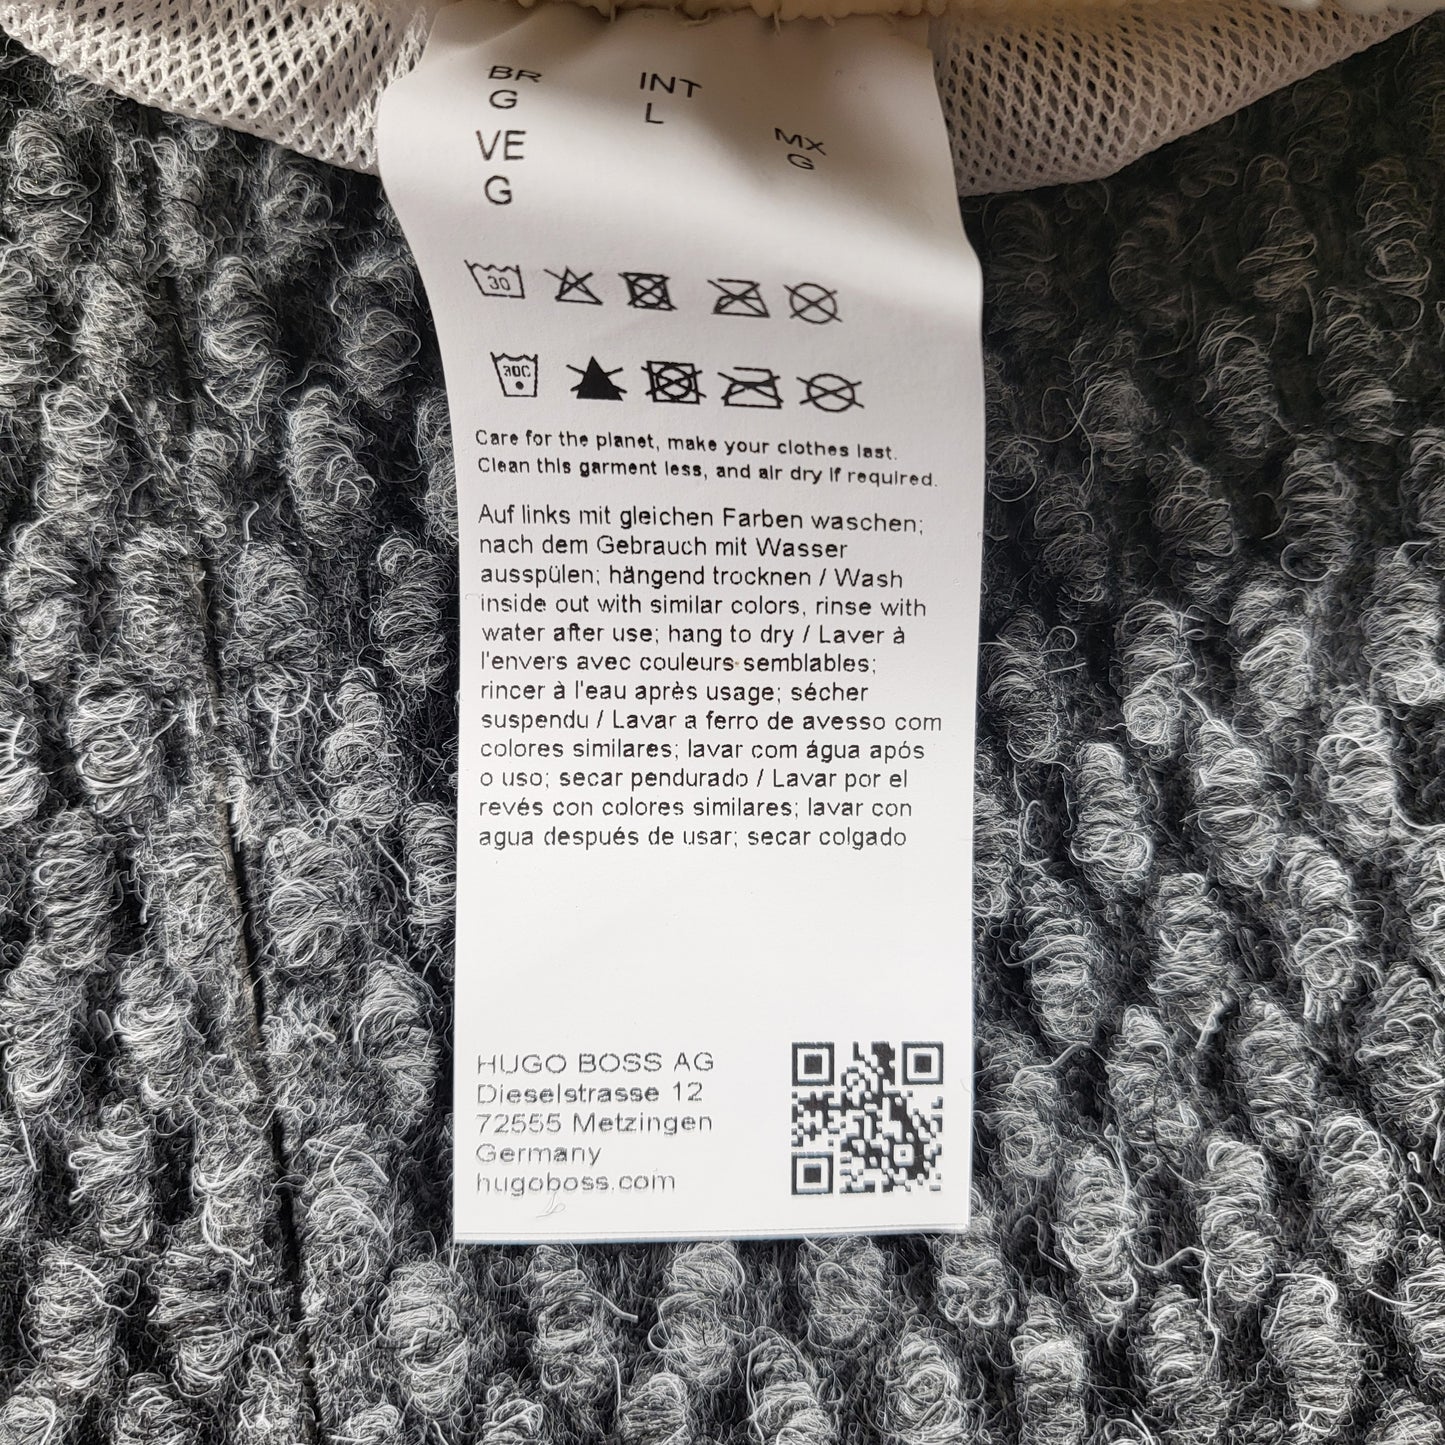 BR INT
G L
MX
VE G
G
30
30C
Care for the planet, make your clothes last.
Clean this garment less, and air dry if required.
Auf links mit gleichen Farben waschen;
nach dem Gebrauch mit Wasser
ausspülen; hängend trocknen / Wash
inside out with similar colors, rinse with
water after use; hang to dry / Laver à
l'envers avec couleurs semblables;
rincer à l'eau après usage; sécher
suspendu / Lavar a ferro de avesso com
colores similares; lavar com água após
o uso; secar pendurado / Lavar por el
revés con colores similares; lavar con
agua después de usar; secar colgado
HUGO BOSS AG
Dieselstrasse 12
72555 Metzingen
Germany
hugoboss.com